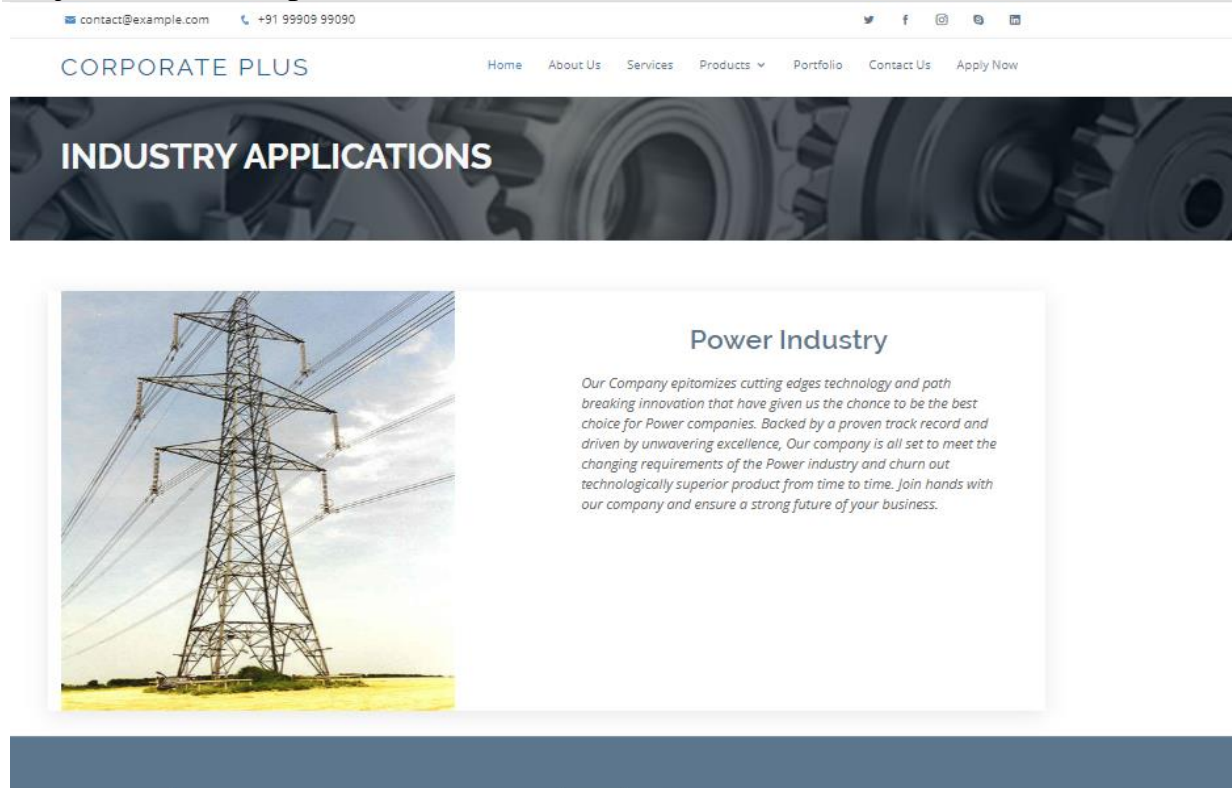 contact@example.com +91 99909 99090
CORPORATE PLUS
Home About Us Services Products Portfolio Contact Us Apply Now
INDUSTRY APPLICATIONS
Power Industry
Our Company epitomizes cutting edges technology and path
breaking innovation that have given us the chance to be the best
choice for Power companies. Backed by a proven track record and
driven by unwavering excellence, Our company is all set to meet the
changing requirements of the Power industry and churn out
technologically superior product from time to time. Join hands with
our company and ensure a strong future of your business.